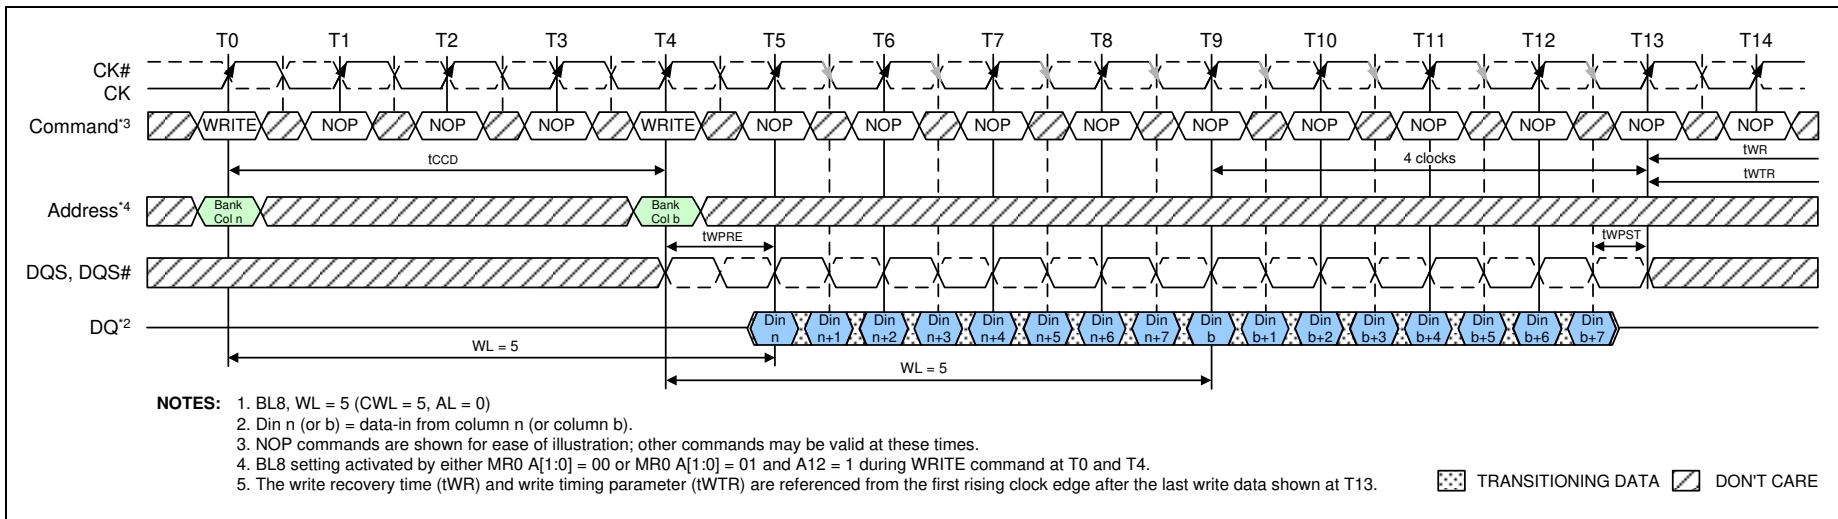 T0 T1 T2 T3 T4 T5 T6 T7 T8 T9 T10 T11 T12 T13 T14
CK#
CK
Command*3 WRITE NOP NOP NOP WRITE NOP NOP NOP NOP NOP NOP NOP NOP NOP NOP
tCCD 4 clocks tWR
tWTR
Address*4 Bank Col n Bank Col b
tWPRE tWPST
DQS, DQS#
DQ*2 Din n Din n+1 Din n+2 Din n+3 Din n+4 Din n+5 Din n+6 Din n+7 Din b Din b+1 Din b+2 Din b+3 Din b+4 Din b+5 Din b+6 Din b+7
WL = 5
WL = 5
NOTES: 1. BL8, WL = 5 (CWL = 5, AL = 0)
2. Din n (or b) = data-in from column n (or column b).
3. NOP commands are shown for ease of illustration; other commands may be valid at these times.
4. BL8 setting activated by either MR0 A[1:0] = 00 or MR0 A[1:0] = 01 and A12 = 1 during WRITE command at T0 and T4.
5. The write recovery time (tWR) and write timing parameter (tWTR) are referenced from the first rising clock edge after the last write data shown at T13.
TRANSITIONING DATA DON'T CARE